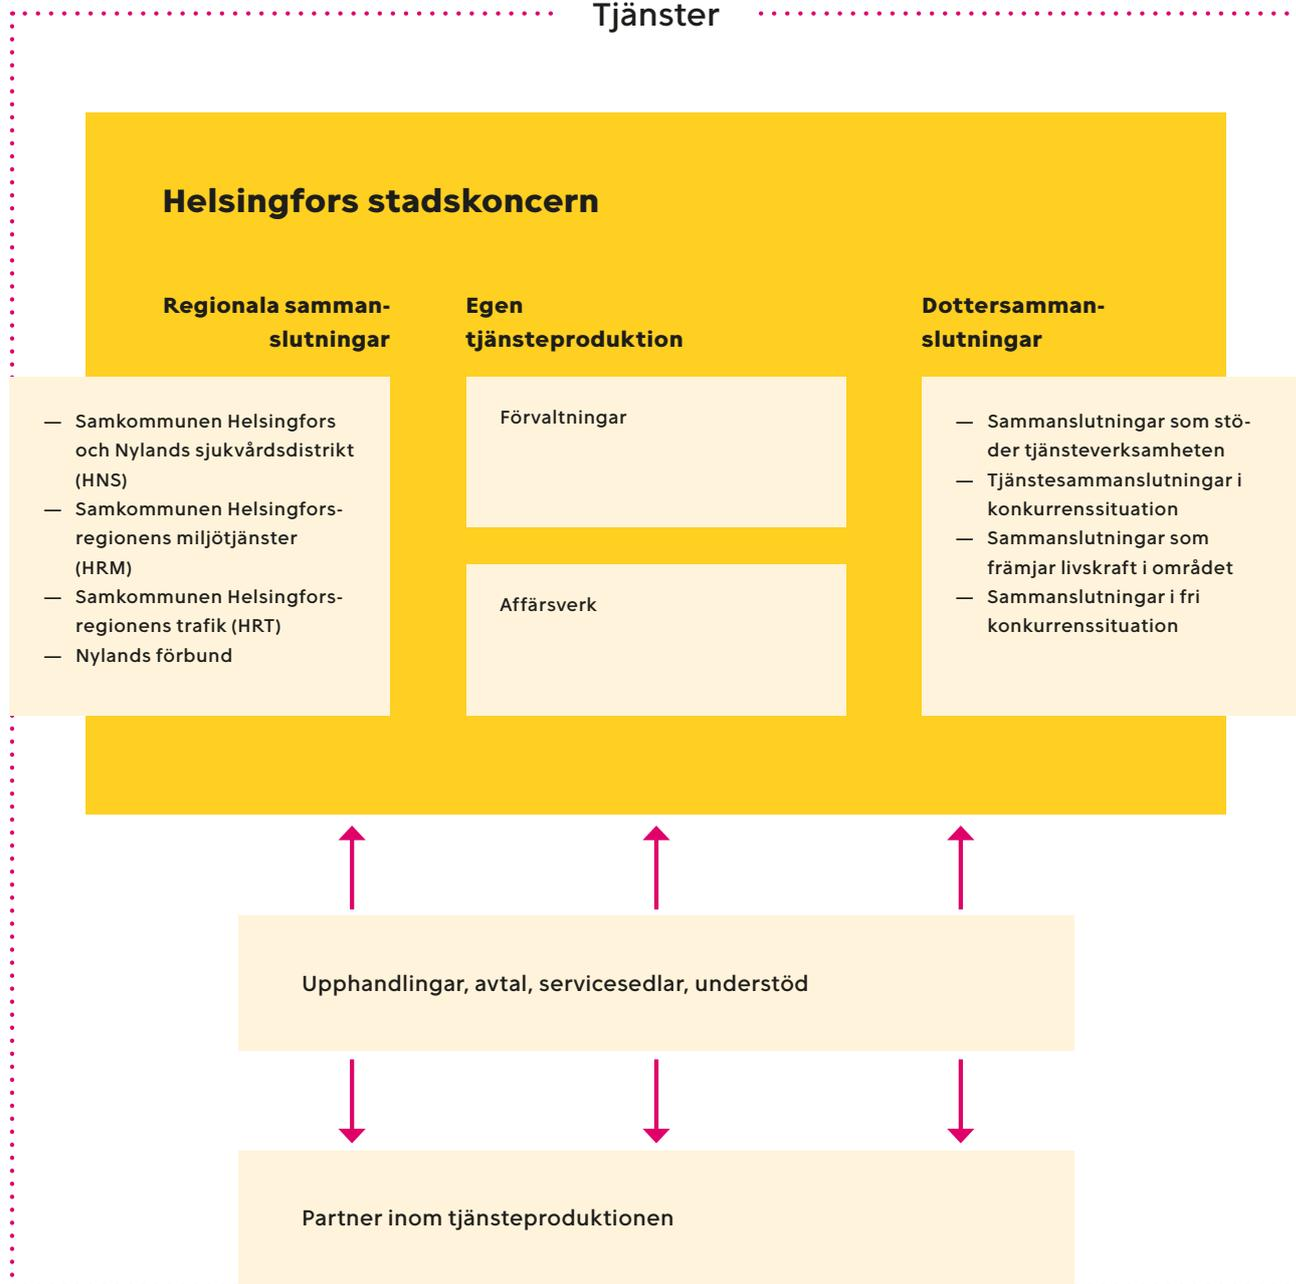 Tjänster
Helsingfors stadskoncern
Regionala samman-
slutningar
— Samkommunen Helsingfors
och Nylands sjukvårdsdistrikt
(HNS)
— Samkommunen Helsingfors-
regionens miljötjänster
(HRM)
— Samkommunen Helsingfors-
regionens trafik (HRT)
— Nylands förbund
Egen
tjänsteproduktion
Förvaltningar
Affärsverk
Dottersamman-
slutningar
— Sammanslutningar som stö-
der tjänsteverksamheten
— Tjänstesammanslutningar i
konkurrenssituation
— Sammanslutningar som
främjar livskraft i området
— Sammanslutningar i fri
konkurrenssituation
Upphandlingar, avtal, servicesedlar, understöd
Partner inom tjänsteproduktionen